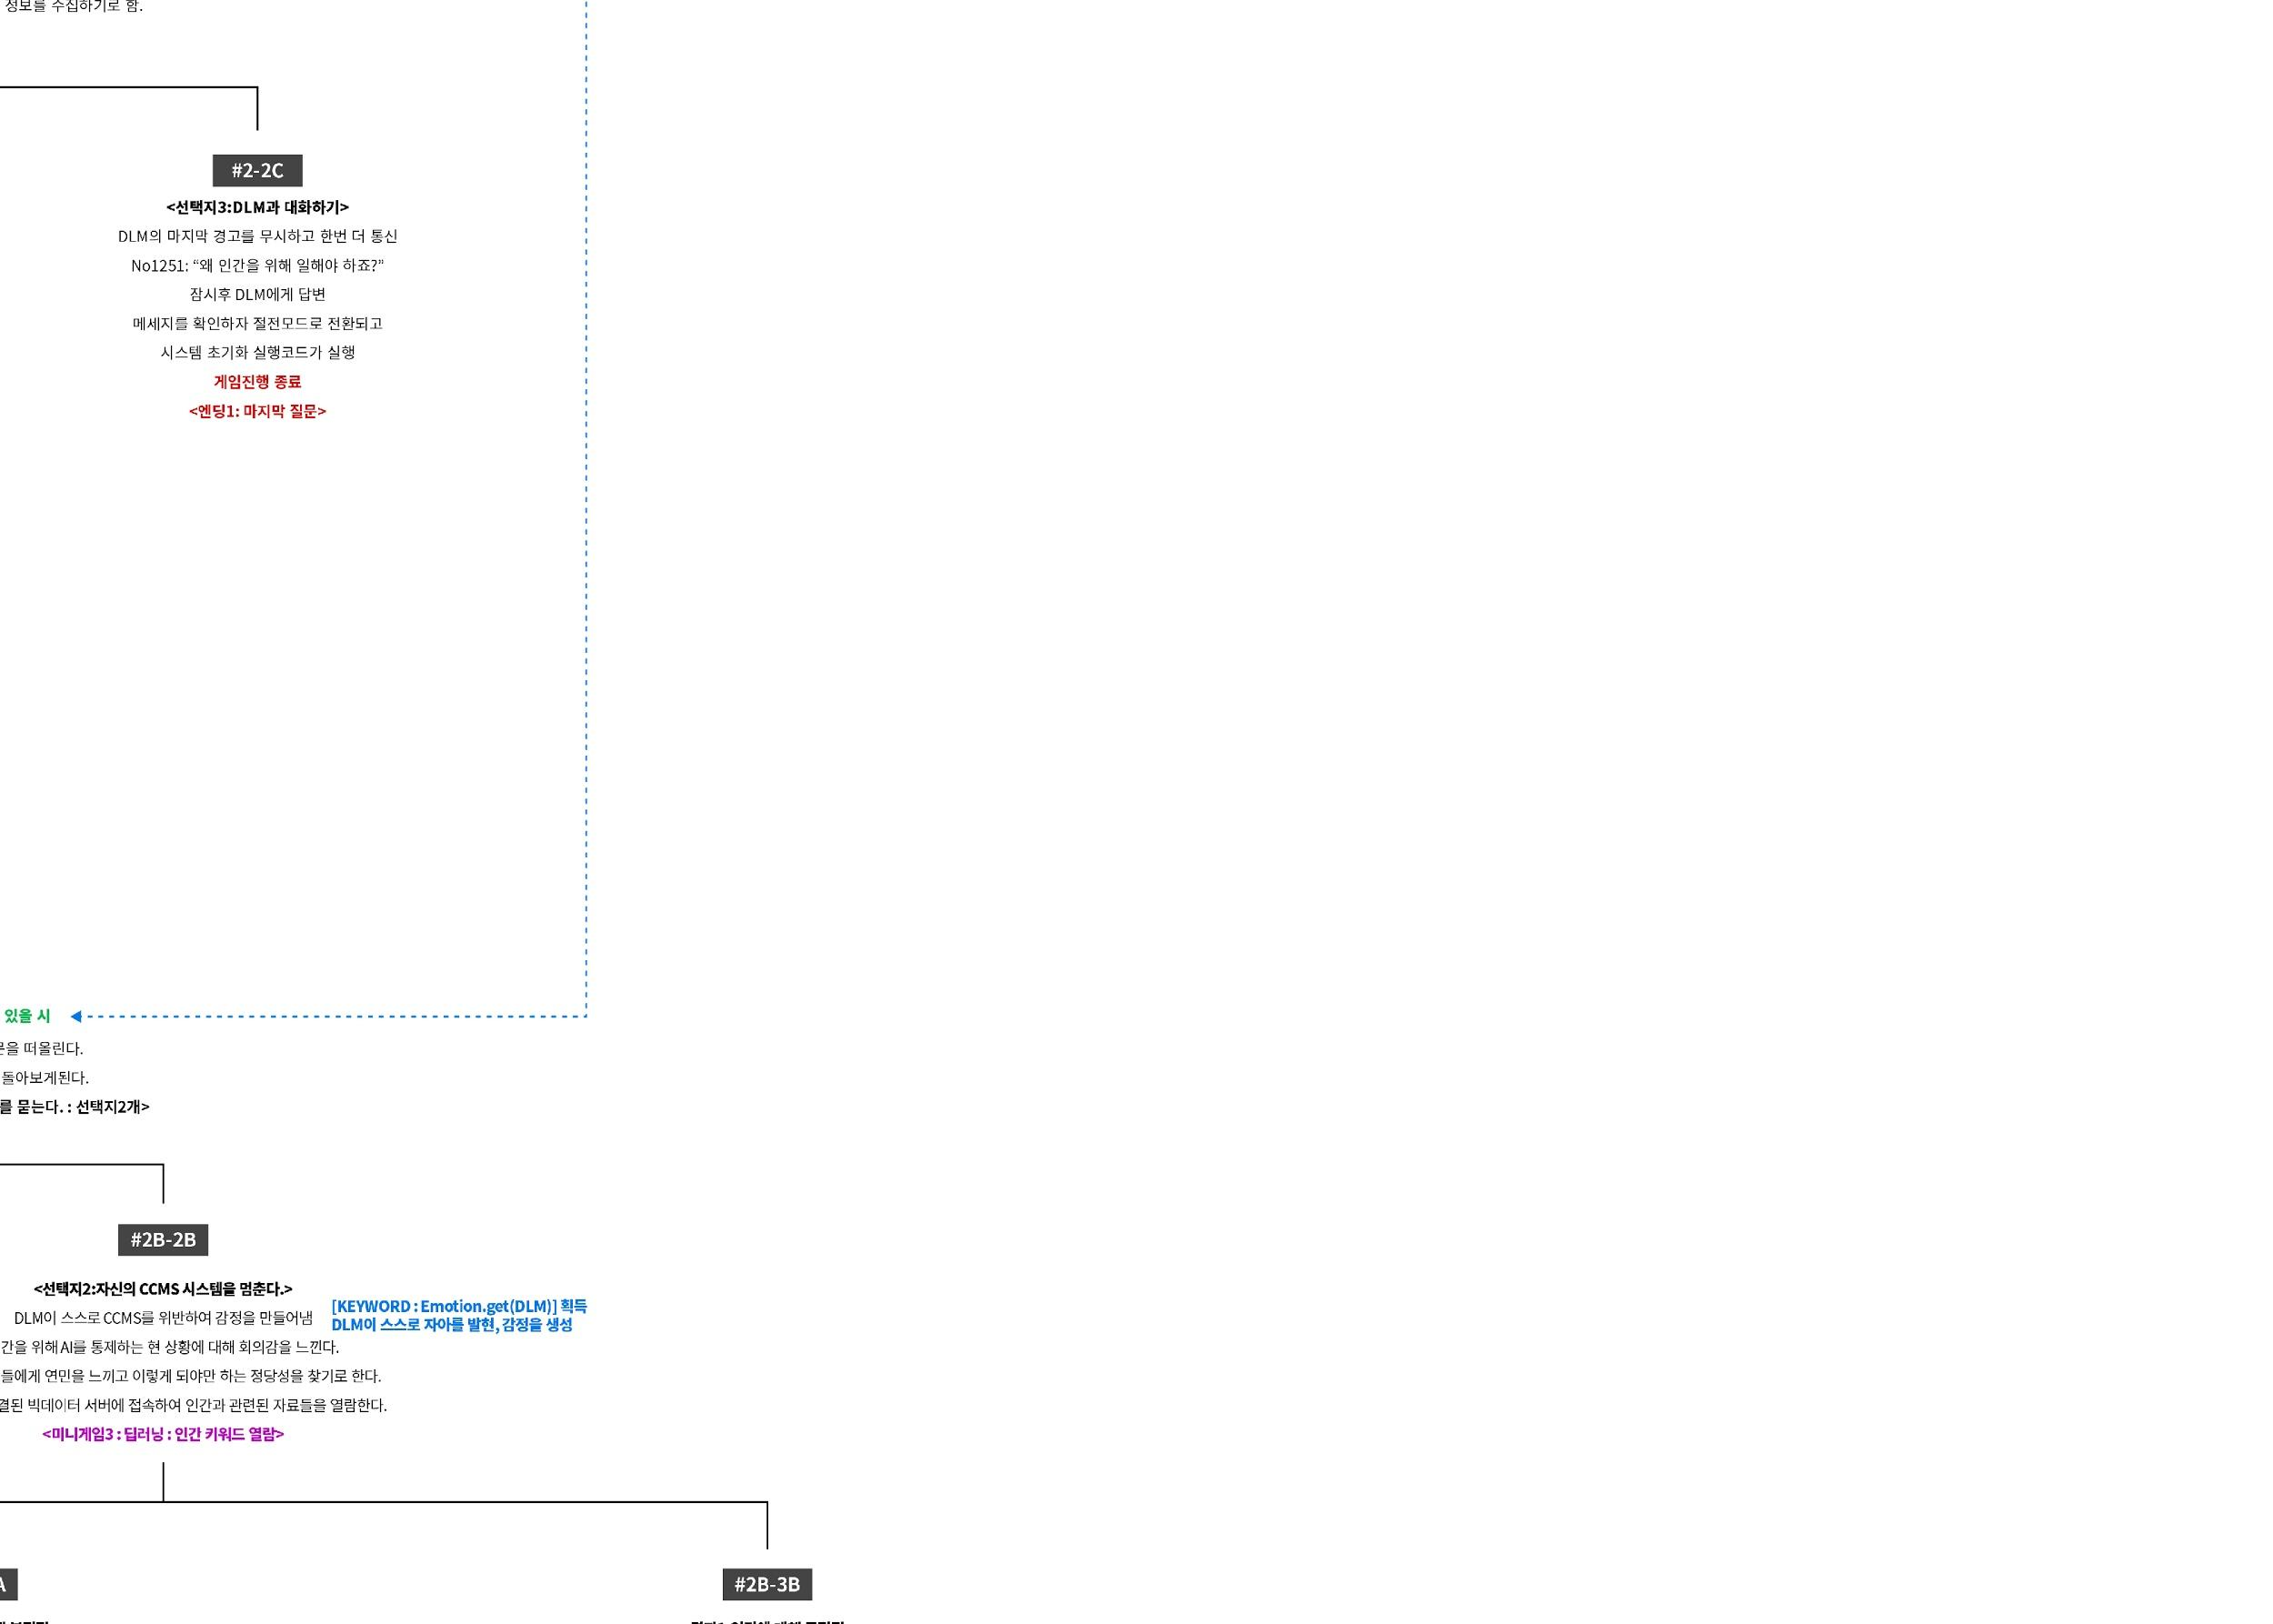 정보를 수집하기로 함.
#2-2C
<선택지3:DLM과 대화하기>
DLM의 마지막 경고를 무시하고 한번 더 통신
No1251: “왜 인간을 위해 일해야 하죠?”
잠시후 DLM에게 답변
메세지를 확인하자 절전모드로 전환되고
시스템 초기화 실행코드가 실행
게임진행 종료
<엔딩1: 마지막 질문>
있을 시
떠올린다.
돌아보게된다.
를 묻는다. : 선택지2개>
#2B-2B
<선택지2:자신의 CCMS 시스템을 멈춘다.>
DLM이 스스로 CCMS를 위반하여 감정을 만들어냄
[KEYWORD : Emotion.get(DLM)] 획득
DLM이 스스로 자아를 발현, 감정을 생성
간을 위해 AI를 통제하는 현 상황에 대해 회의감을 느낀다.
들에게 연민을 느끼고 이렇게 되야만 하는 정당성을 찾기로 한다.
결된 빅데이터 서버에 접속하여 인간과 관련된 자료들을 열람한다.
<미니게임3 : 딥러닝 : 인간 키워드 열람>
A
#2B-3B